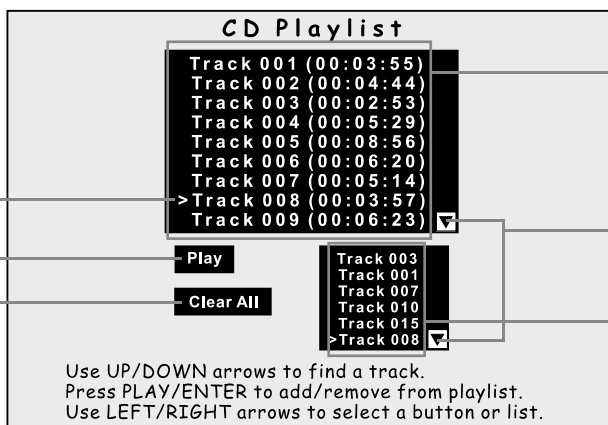 CD Playlist
Track 001 (00:03:55)
Track 002 (00:04:44)
Track 003 (00:02:53)
Track 004 (00:05:29)
Track 005 (00:08:56)
Track 006 (00:06:20)
Track 007 (00:05:14)
>Track 008 (00:03:57)
Track 009 (00:06:23)
Play
Clear All
Track 003
Track 001
Track 007
Track 010
Track 015
>Track 008
Use UP/DOWN arrows to find a track.
Press PLAY/ENTER to add/remove from playlist.
Use LEFT/RIGHT arrows to select a button or list.